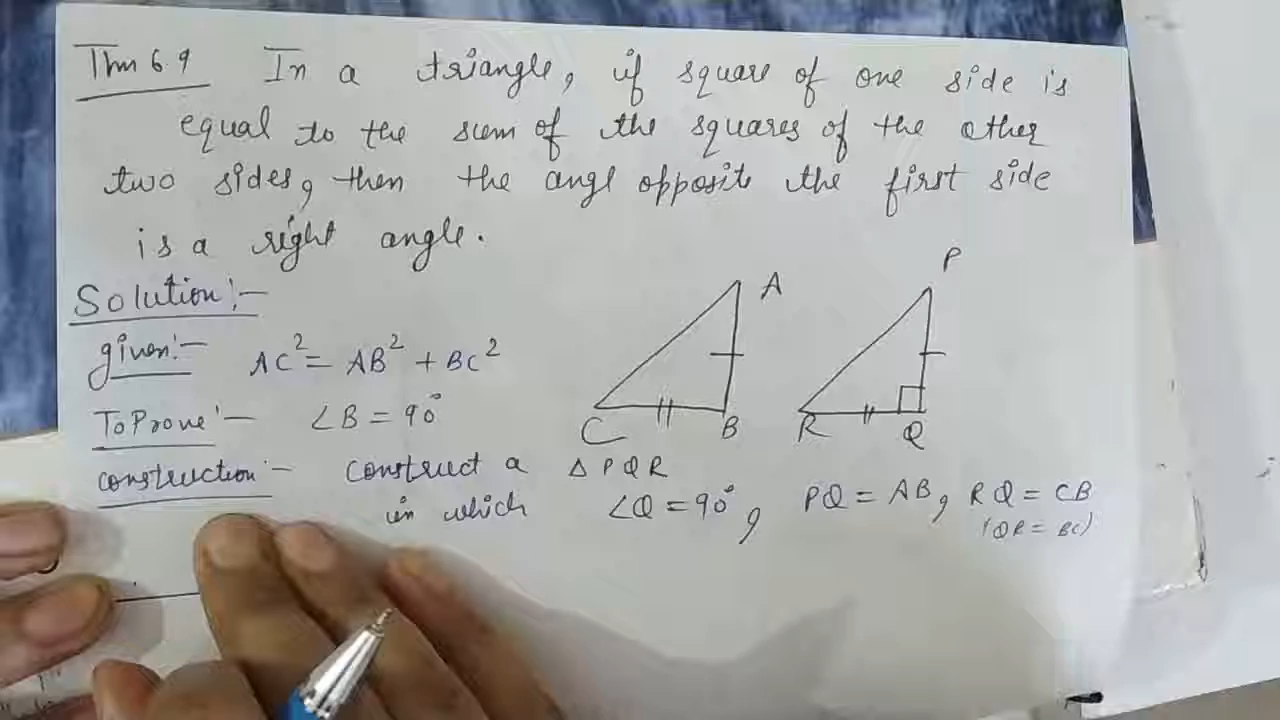 Thm 6.9 In a triangle, if square of one side is
equal to the sum of the squares of the other
two sides, then the angl opposite the first side
is a right angle.
Solution:-
given:- AC² = AB² + BC²
To Prove:- ∠B = 90°
construction:- Construct a △ PQR
in which ∠Q = 90°, PQ = AB, RQ = CB
(QR = BC)
A
P
C
B
R
Q